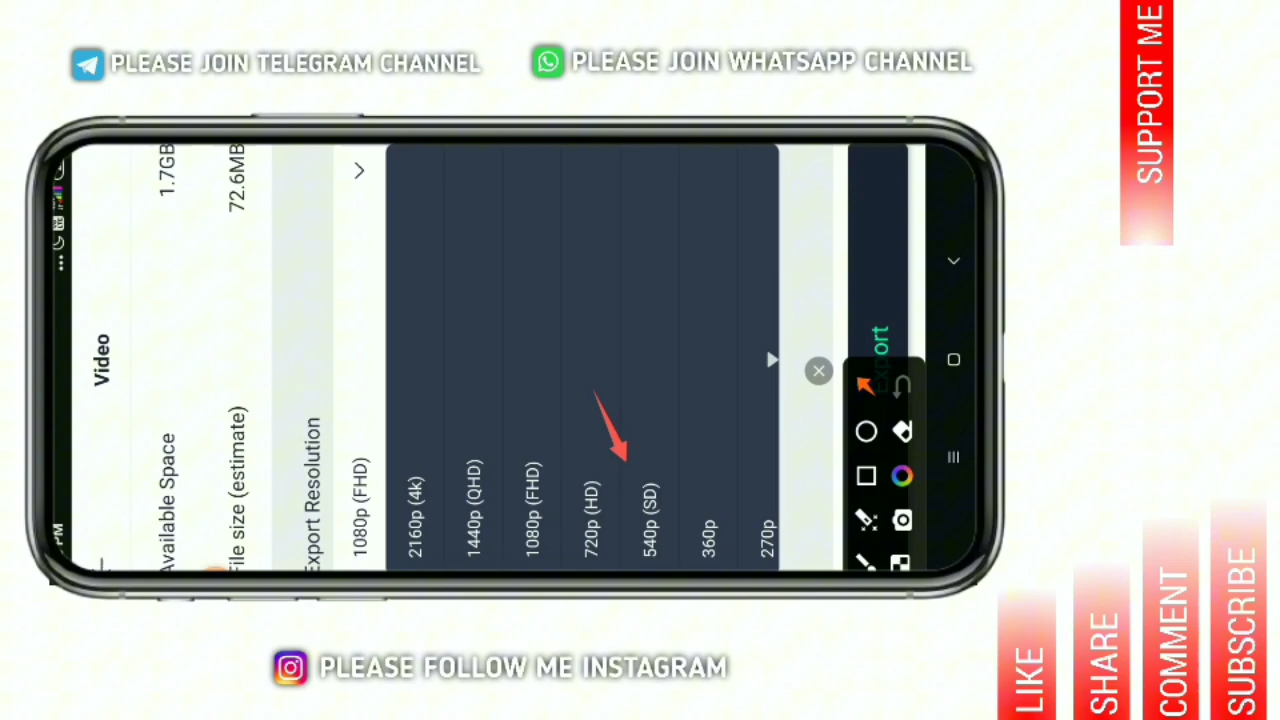 PLEASE JOIN TELEGRAM CHANNEL
PLEASE JOIN WHATSAPP CHANNEL
SUPPORT ME
PM
Video
Available Space 1.7GB
File size (estimate) 72.6MB
Export Resolution
1080p (FHD)
2160p (4k)
1440p (QHD)
1080p (FHD)
720p (HD)
540p (SD)
360p
270p
Export
PLEASE FOLLOW ME INSTAGRAM
LIKE
SHARE
COMMENT
SUBSCRIBE